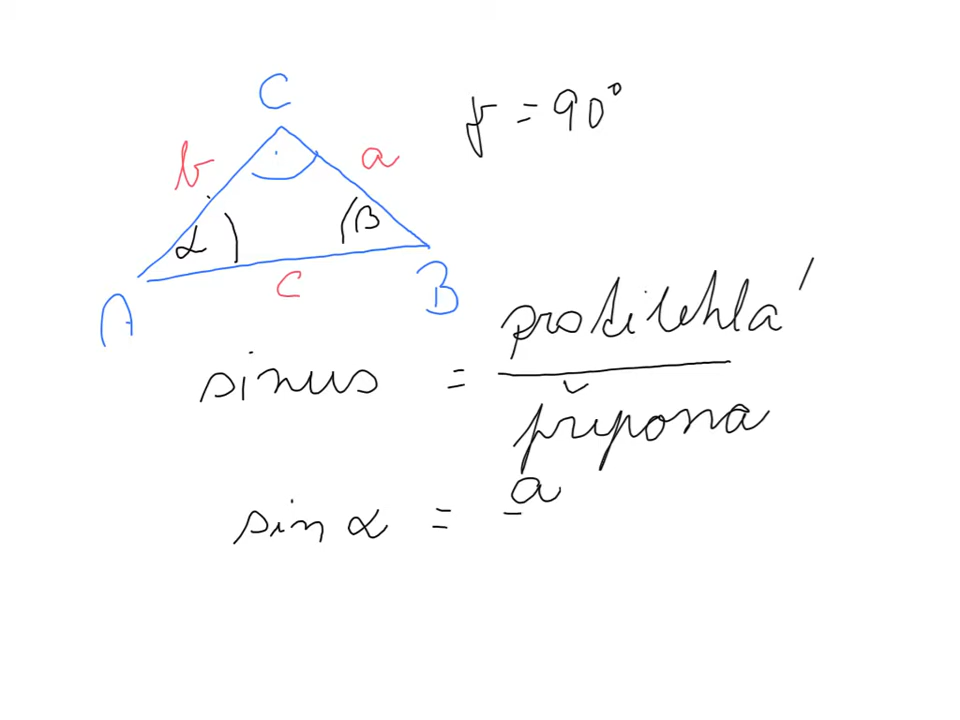 C
γ = 90°
b
a
α
β
c
A
B
sinus = protilehlá
přepona
sin α = a